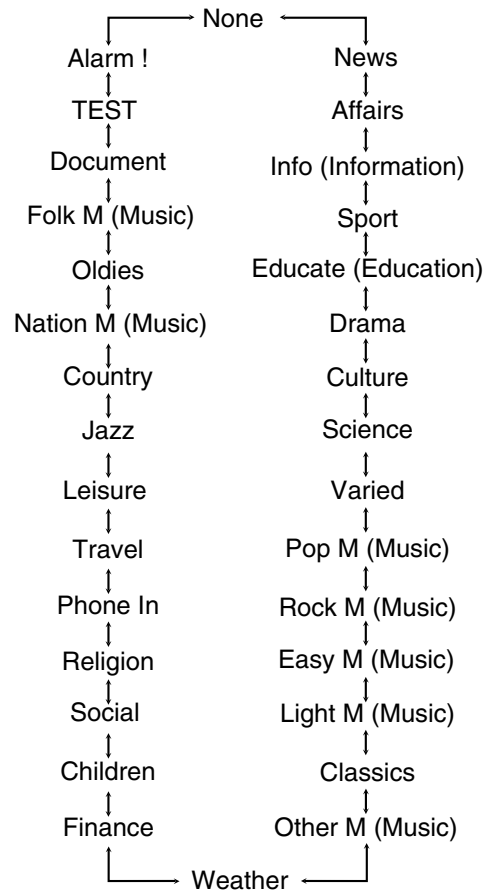 None
Alarm !
News
TEST
Affairs
Document
Info (Information)
Folk M (Music)
Sport
Oldies
Educate (Education)
Nation M (Music)
Drama
Country
Culture
Jazz
Science
Leisure
Varied
Travel
Pop M (Music)
Phone In
Rock M (Music)
Religion
Easy M (Music)
Social
Light M (Music)
Children
Classics
Finance
Other M (Music)
Weather